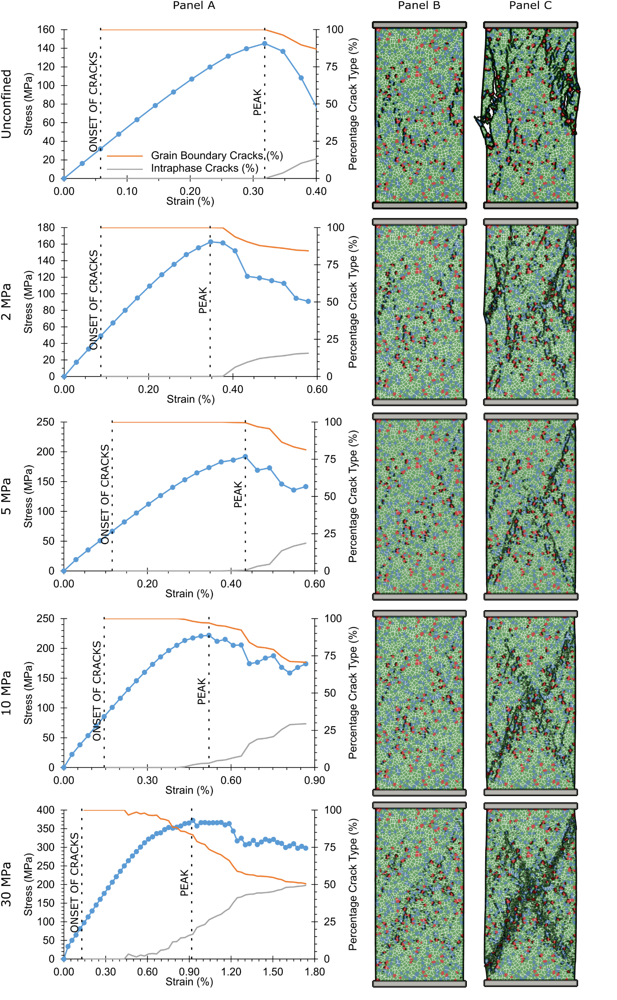 Panel A
Panel B
Panel C
Unconfined
Stress (MPa)
160
140
120
100
80
60
40
20
0
ONSET OF CRACKS
PEAK
Grain Boundary Cracks (%)
Intraphase Cracks (%)
100
75
50
25
0
Percentage Crack Type (%)
0.00
0.10
0.20
0.30
0.40
Strain (%)
2 MPa
Stress (MPa)
180
160
140
120
100
80
60
40
20
0
ONSET OF CRACKS
PEAK
100
75
50
25
0
Percentage Crack Type (%)
0.00
0.20
0.40
0.60
Strain (%)
5 MPa
Stress (MPa)
250
200
150
100
50
0
ONSET OF CRACKS
PEAK
100
75
50
25
0
Percentage Crack Type (%)
0.00
0.20
0.40
0.60
Strain (%)
10 MPa
Stress (MPa)
250
200
150
100
50
0
ONSET OF CRACKS
PEAK
100
75
50
25
0
Percentage Crack Type (%)
0.00
0.30
0.60
0.90
Strain (%)
30 MPa
Stress (MPa)
400
350
300
250
200
150
100
50
0
ONSET OF CRACKS
PEAK
100
75
50
25
0
Percentage Crack Type (%)
0.00
0.30
0.60
0.90
1.20
1.50
1.80
Strain (%)